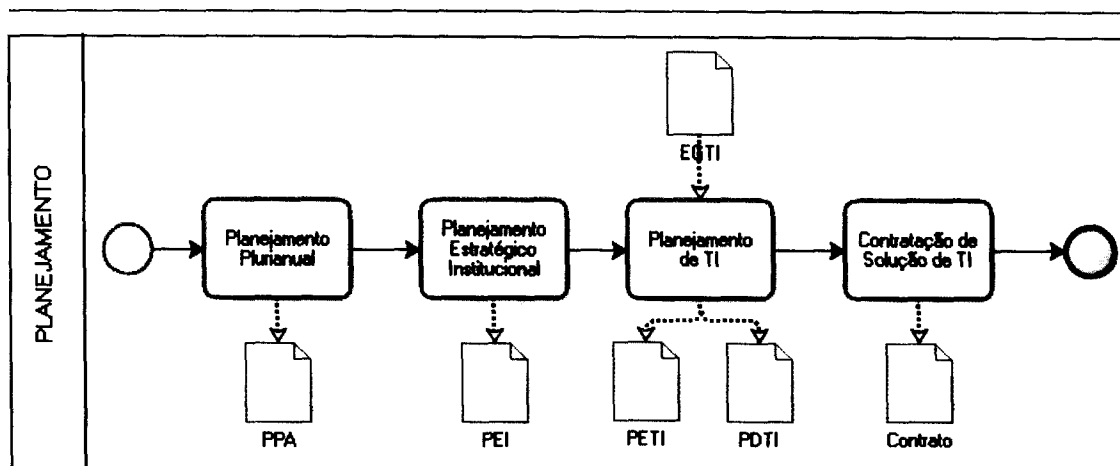 PLANEJAMENTO
EGTI
Planejamento
Plurianual
Planejamento
Estratégico
Institucional
Planejamento
de TI
Contratação de
Solução de TI
PPA
PEI
PETI
PDTI
Contrato